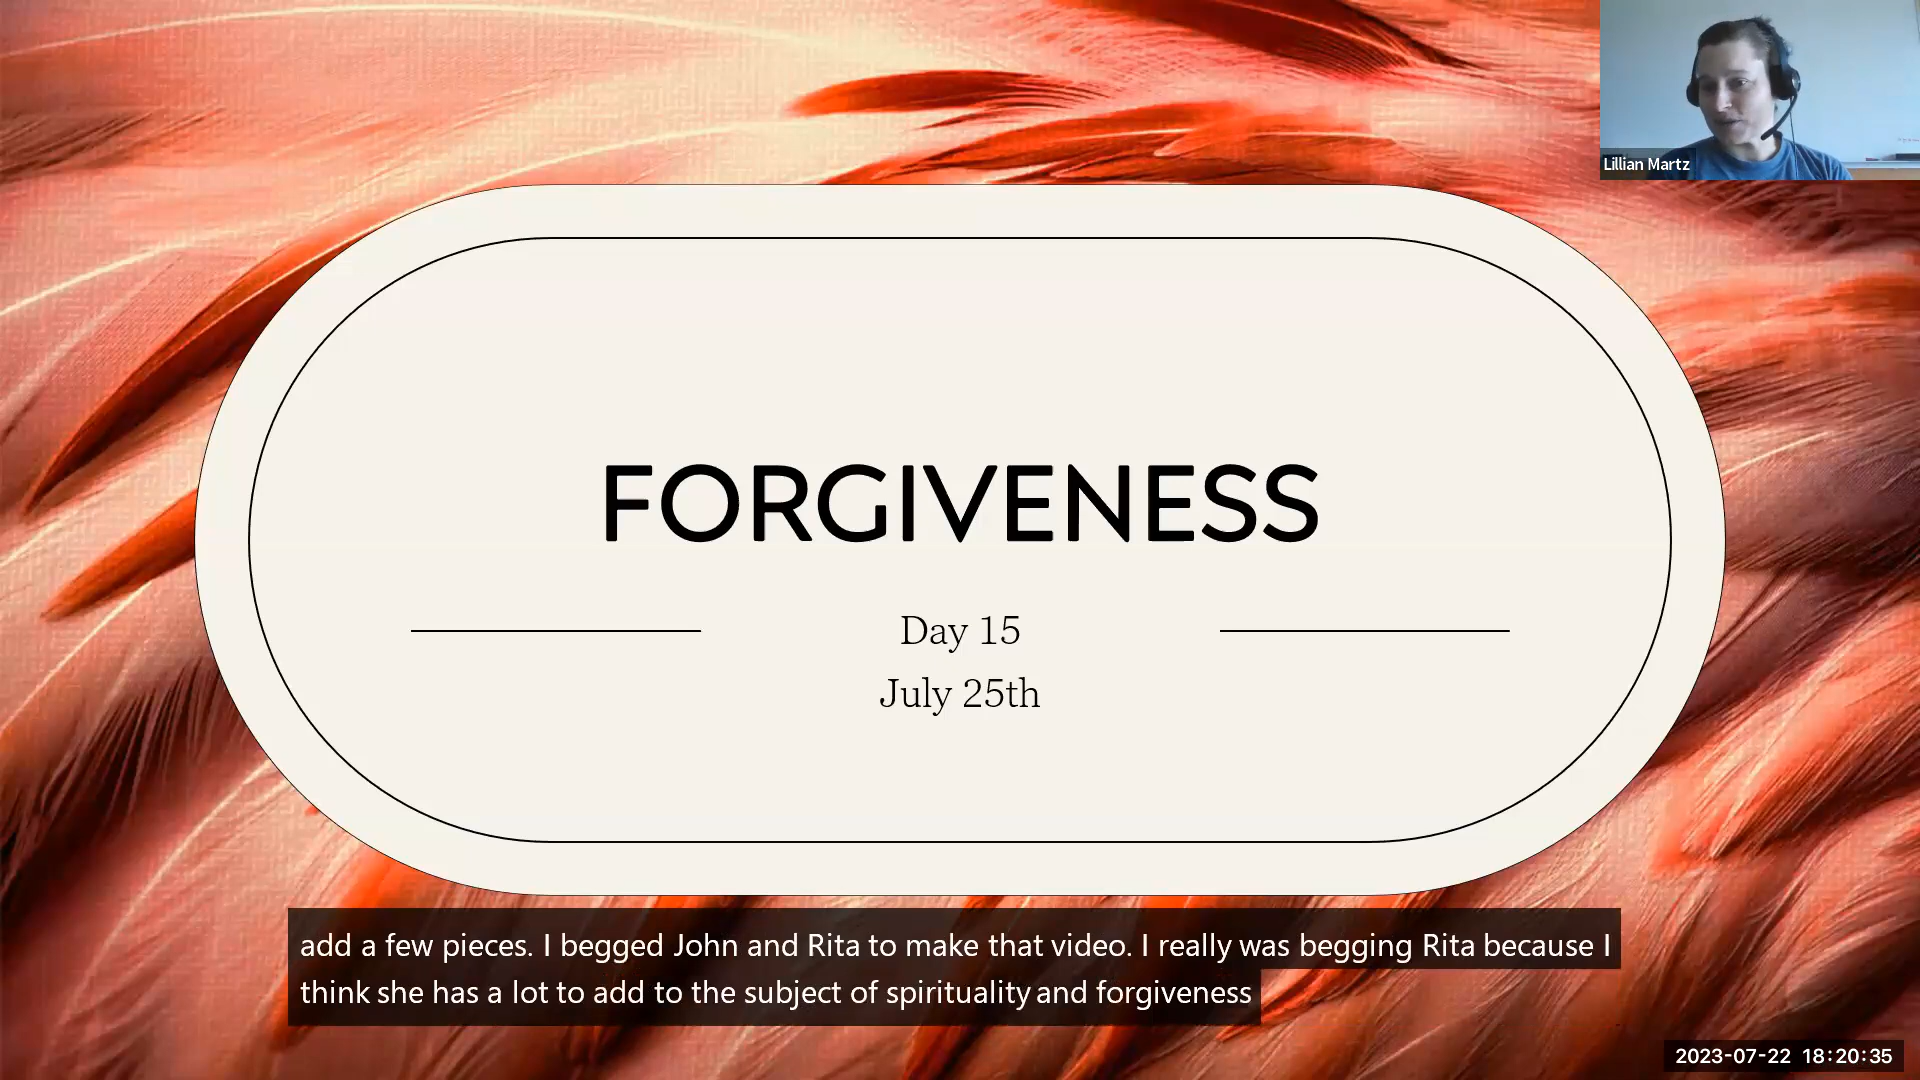 Lillian Martz
FORGIVENESS
Day 15
July 25th
add a few pieces. I begged John and Rita to make that video. I really was begging Rita because I
think she has a lot to add to the subject of spirituality and forgiveness
2023-07-22 18:20:35